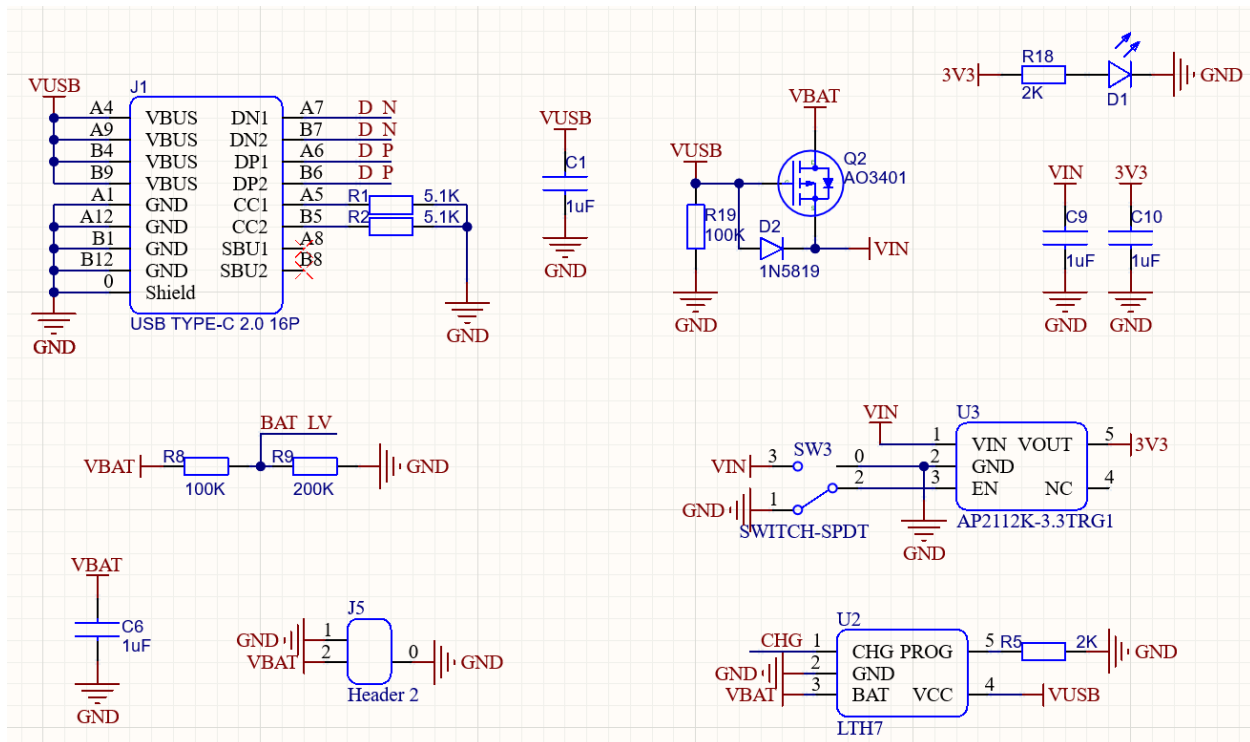 J1
VUSB
A4 VBUS DN1 A7 D N
A9 VBUS DN2 B7 D N
B4 VBUS DP1 A6 D P
B9 VBUS DP2 B6 D P
A1 GND CC1 A5 R1 5.1K
A12 GND CC2 B5 R2 5.1K
B1 GND SBU1 A8
B12 GND SBU2 B8
0 Shield
USB TYPE-C 2.0 16P
GND
GND
VUSB
C1
1uF
GND
VBAT
Q2
AO3401
VUSB
R19
100K
D2
1N5819
VIN
GND
3V3
R18
2K
D1
GND
VIN
C9
1uF
GND
3V3
C10
1uF
GND
BAT LV
VBAT
R8
100K
R9
200K
GND
VIN
U3
VIN 3 SW3 0
GND 1 2
SWITCH-SPDT
1 VIN VOUT 5 3V3
2 GND
3 EN NC 4
AP2112K-3.3TRG1
GND
VBAT
C6
1uF
GND
J5
GND 1
VBAT 2
0 GND
Header 2
U2
CHG 1 CHG PROG 5 R5 2K GND
GND 2 GND
VBAT 3 BAT VCC 4 VUSB
LTH7